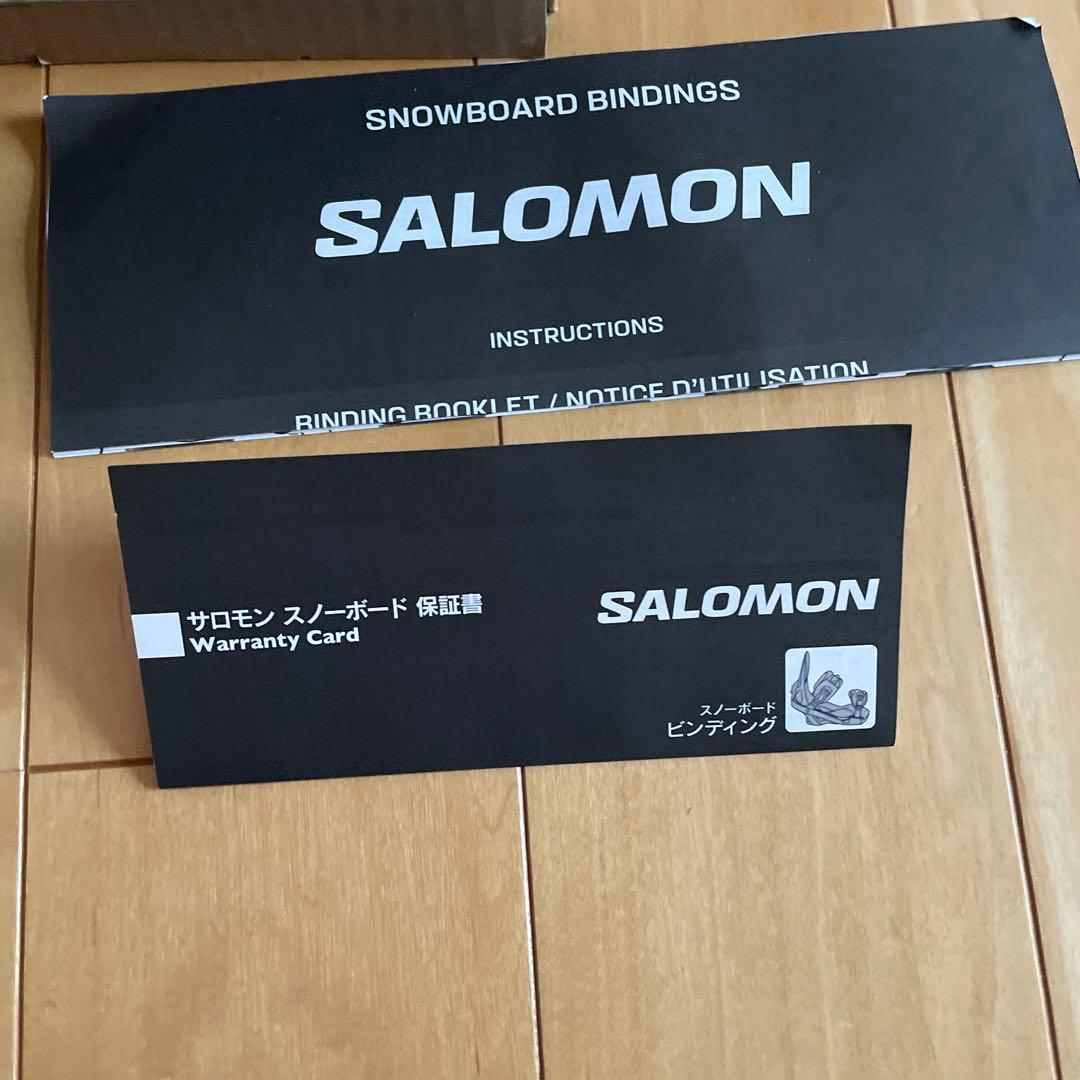 SNOWBOARD BINDINGS
SALOMON
INSTRUCTIONS
BINDING BOOKLET / NOTICE D'UTILISATION
サロモン スノーボード 保証書
Warranty Card
SALOMON
スノーボード
ビンディング